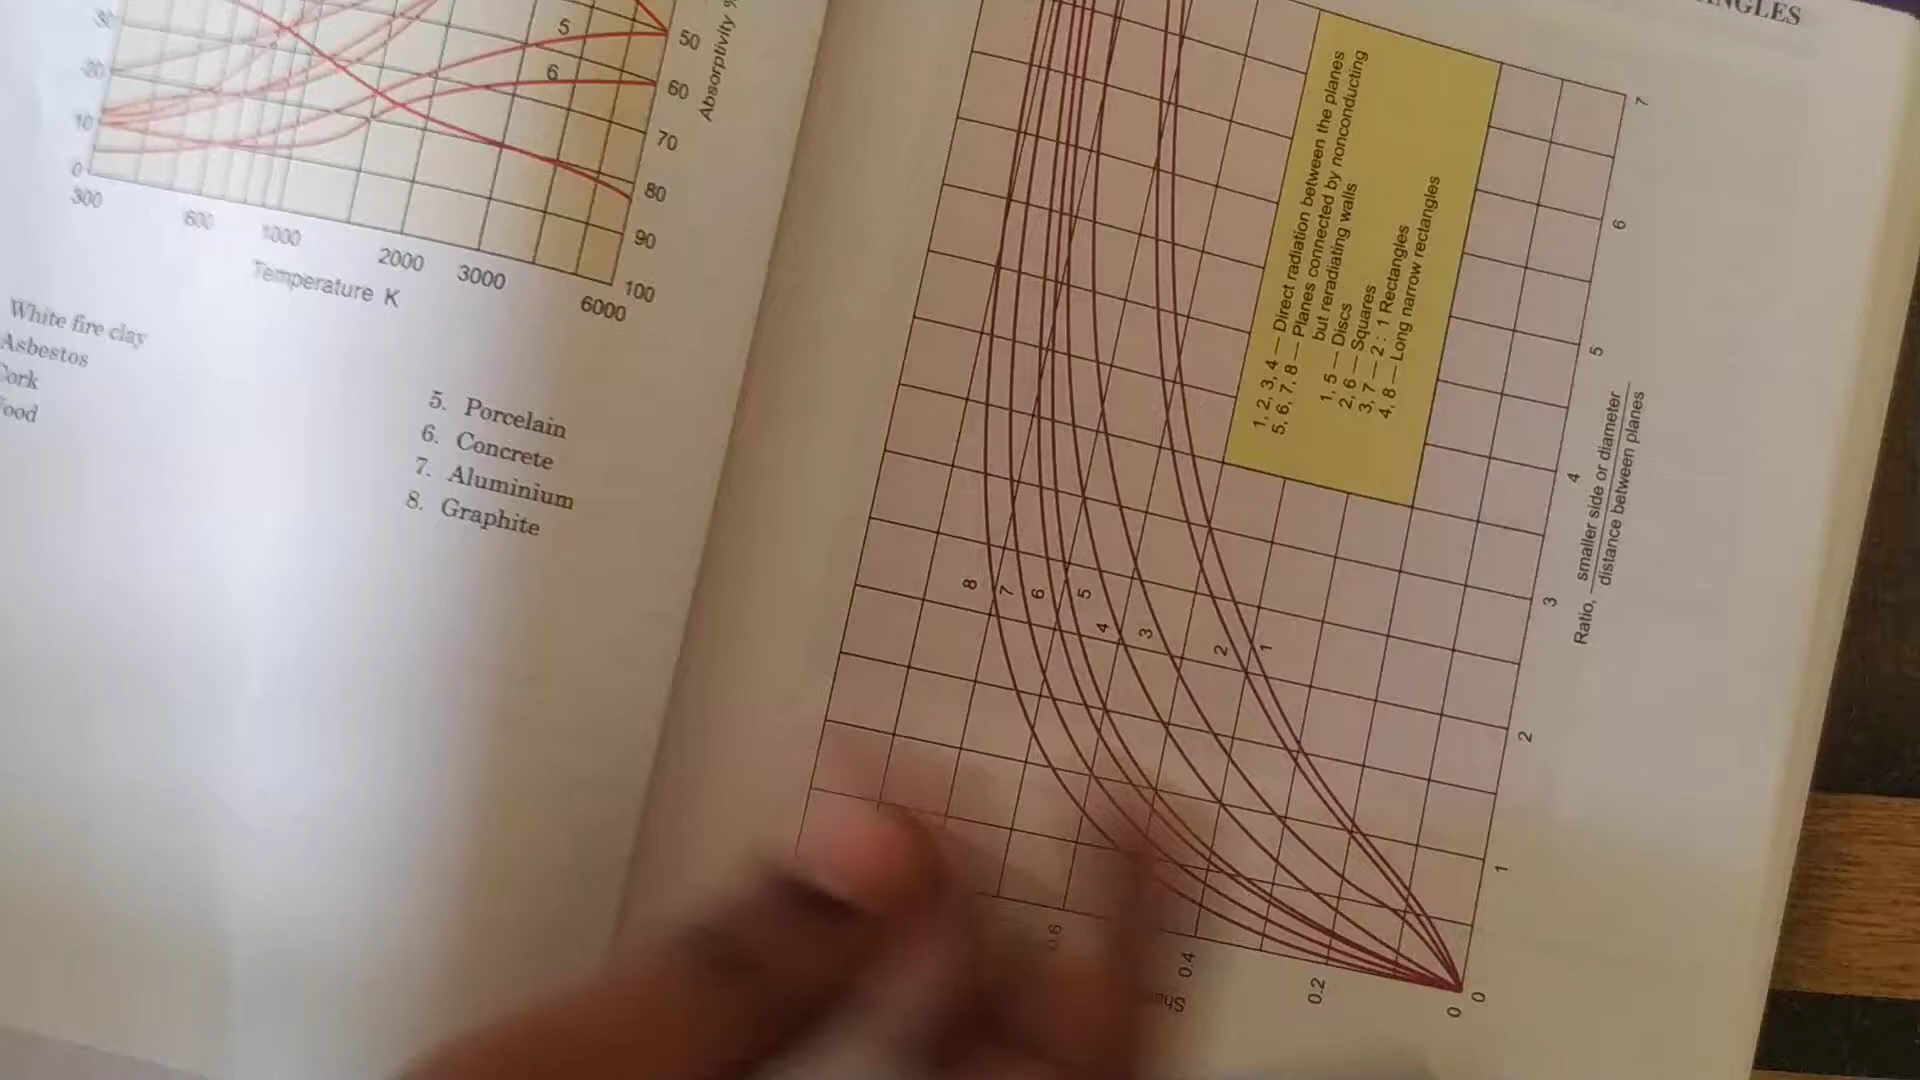 30
20
10
0
300
600
1000
2000
3000
6000
Temperature K
5
6
50
60
70
80
90
100
Absorptivity %
White fire clay
Asbestos
5. Porcelain
6. Concrete
7. Aluminium
8. Graphite
1, 2, 3, 4 — Direct radiation between the planes
5, 6, 7, 8 — Planes connected by nonconducting
but reradiating walls
1, 5 — Discs
2, 6 — Squares
3, 7 — 2 : 1 Rectangles
4, 8 — Long narrow rectangles
8
7
6
5
4
3
2
1
0.4
0.2
0
0
1
2
3
4
5
6
7
Ratio, smaller side or diameter
distance between planes